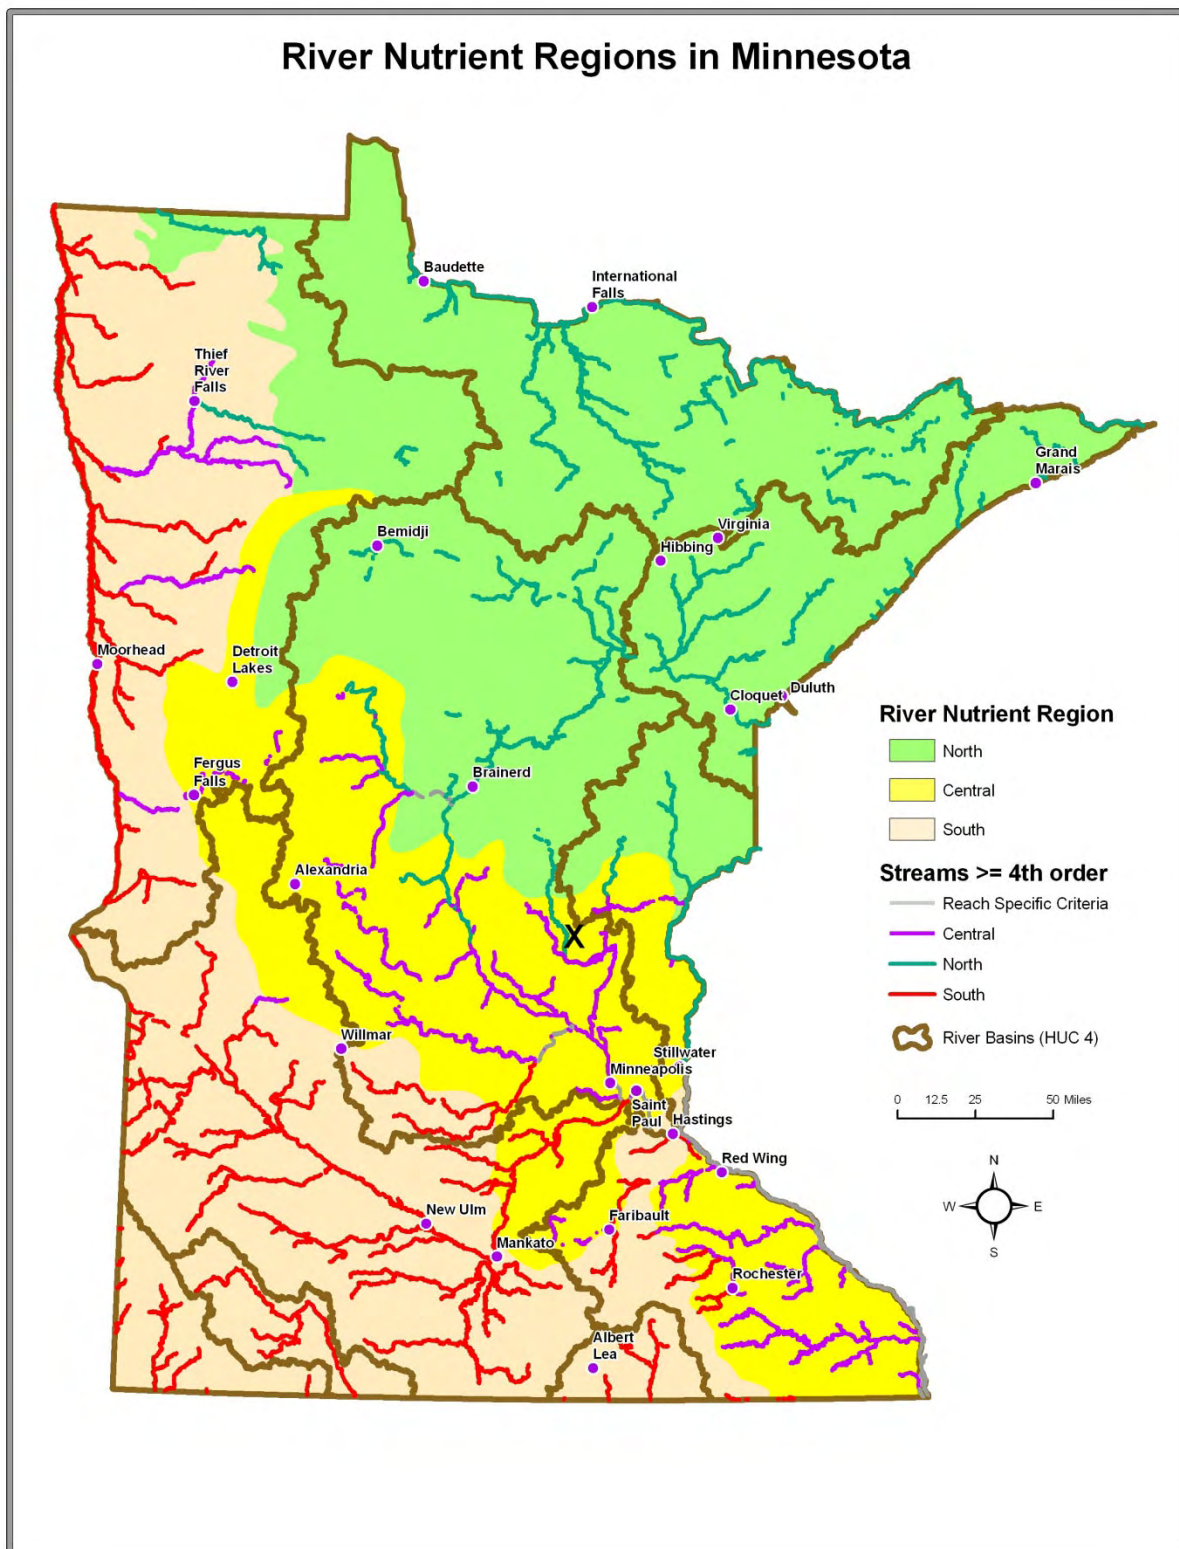 River Nutrient Regions in Minnesota
Baudette
International
Falls
Thief
River
Falls
Grand
Marais
Bemidji
Virginia
Hibbing
Moorhead
Detroit
Lakes
Cloquet
Duluth
River Nutrient Region
North
Central
South
Fergus
Falls
Brainerd
Alexandria
Streams >= 4th order
Reach Specific Criteria
Central
North
South
River Basins (HUC 4)
X
Willmar
Stillwater
Minneapolis
Saint
Paul
Hastings
0 12.5 25 50 Miles
Red Wing
N
W E
S
New Ulm
Faribault
Mankato
Rochester
Albert
Lea